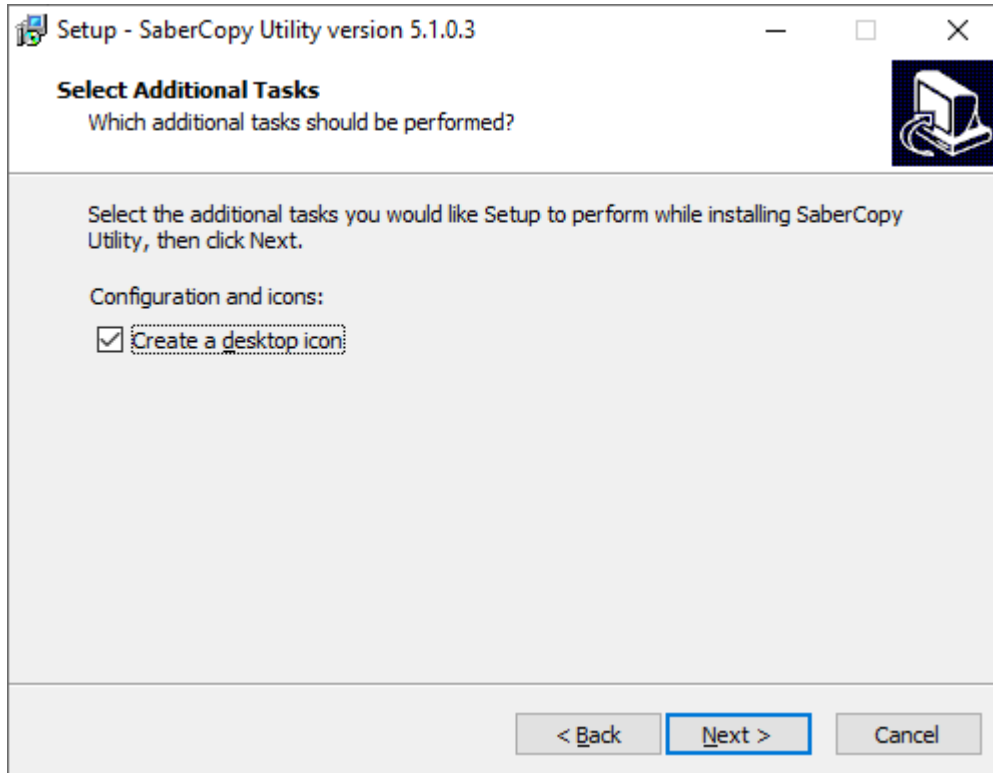 Setup - SaberCopy Utility version 5.1.0.3
Select Additional Tasks
Which additional tasks should be performed?
Select the additional tasks you would like Setup to perform while installing SaberCopy
Utility, then click Next.
Configuration and icons:
Create a desktop icon
< Back
Next >
Cancel